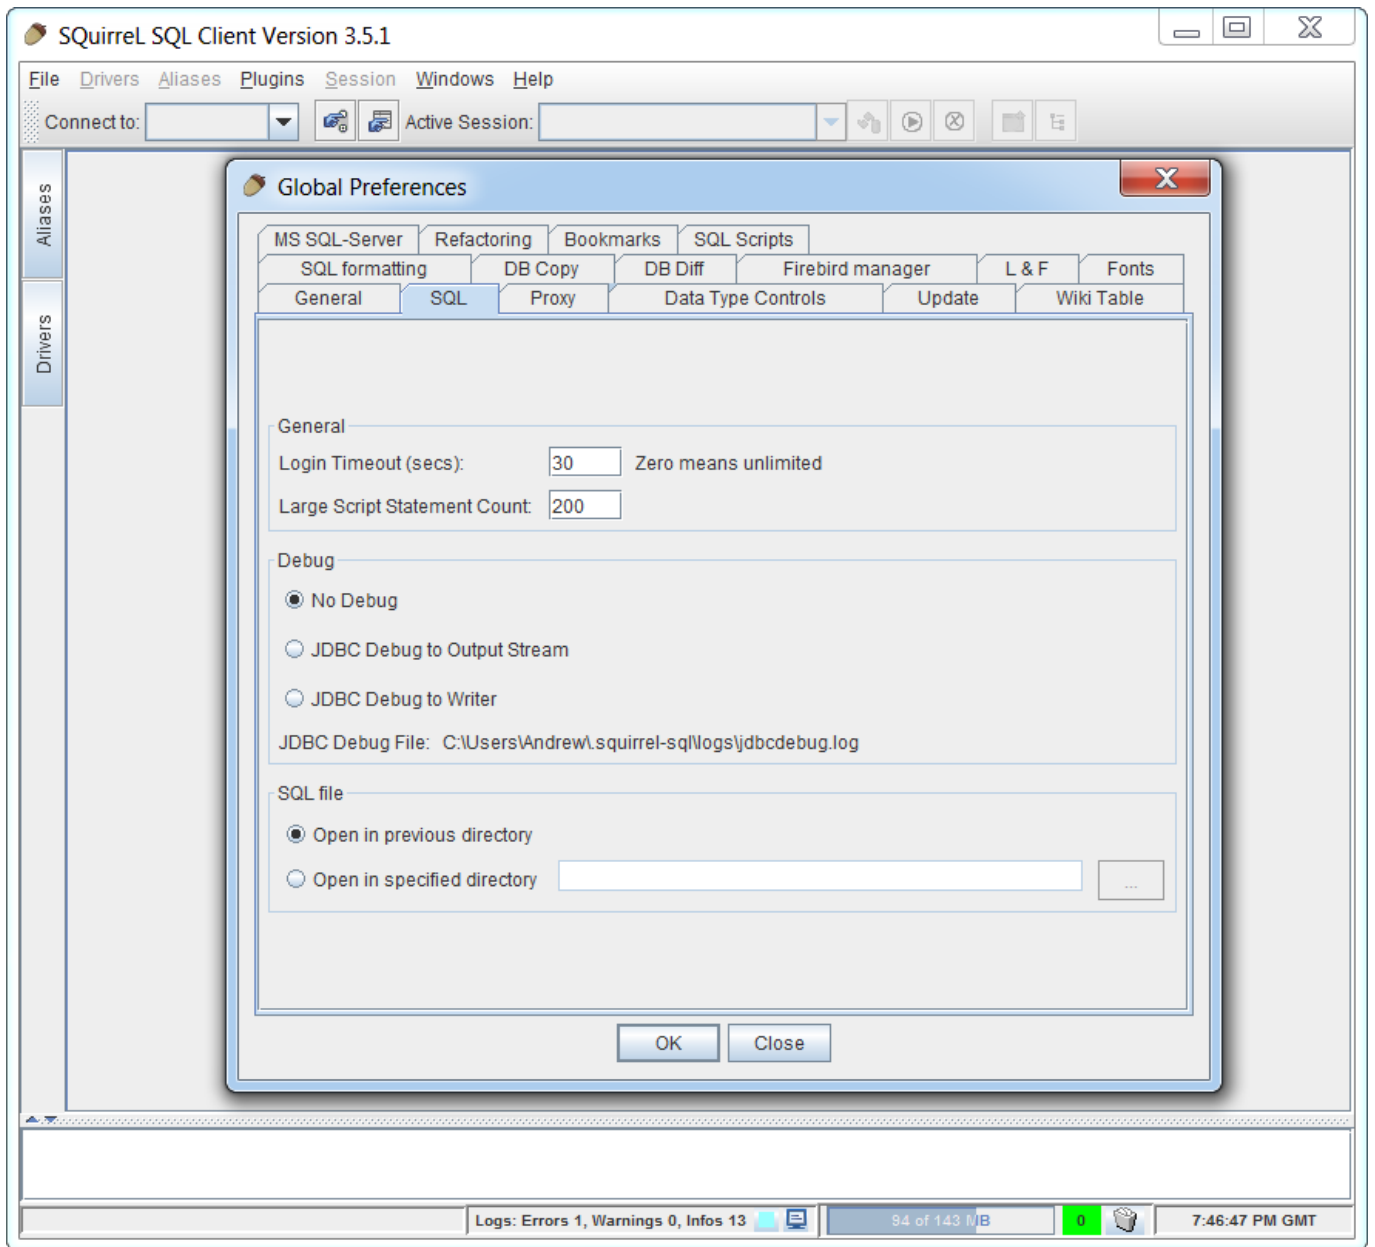 SQuirreL SQL Client Version 3.5.1
File Drivers Aliases Plugins Session Windows Help
Connect to: Active Session:
Aliases
Drivers
Global Preferences
MS SQL-Server Refactoring Bookmarks SQL Scripts
SQL formatting DB Copy DB Diff Firebird manager L & F Fonts
General SQL Proxy Data Type Controls Update Wiki Table
General
Login Timeout (secs): 30 Zero means unlimited
Large Script Statement Count: 200
Debug
No Debug
JDBC Debug to Output Stream
JDBC Debug to Writer
JDBC Debug File: C:\Users\Andrew\.squirrel-sql\logs\jdbcdebug.log
SQL file
Open in previous directory
Open in specified directory ...
OK Close
Logs: Errors 1, Warnings 0, Infos 13 94 of 143 MB 0 7:46:47 PM GMT